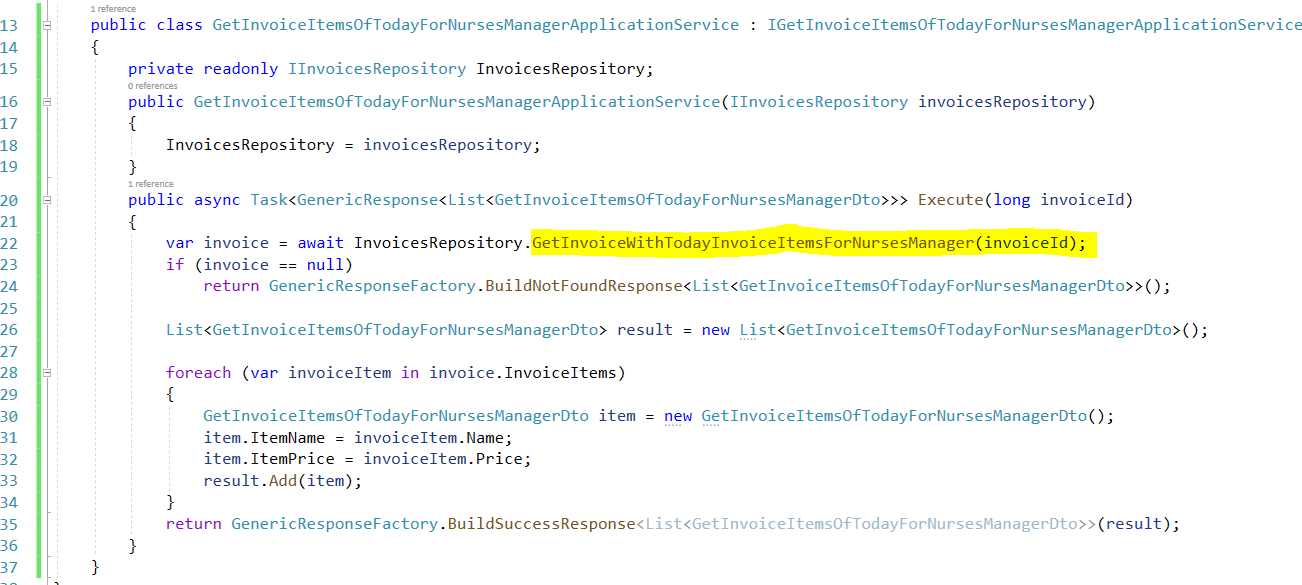 1 reference
13 public class GetInvoiceItemsOfTodayForNursesManagerApplicationService : IGetInvoiceItemsOfTodayForNursesManagerApplicationService
14 {
15 private readonly IInvoicesRepository InvoicesRepository;
0 references
16 public GetInvoiceItemsOfTodayForNursesManagerApplicationService(IInvoicesRepository invoicesRepository)
17 {
18 InvoicesRepository = invoicesRepository;
19 }
1 reference
20 public async Task<GenericResponse<List<GetInvoiceItemsOfTodayForNursesManagerDto>>> Execute(long invoiceId)
21 {
22 var invoice = await InvoicesRepository.GetInvoiceWithTodayInvoiceItemsForNursesManager(invoiceId);
23 if (invoice == null)
24 return GenericResponseFactory.BuildNotFoundResponse<List<GetInvoiceItemsOfTodayForNursesManagerDto>>();
25
26 List<GetInvoiceItemsOfTodayForNursesManagerDto> result = new List<GetInvoiceItemsOfTodayForNursesManagerDto>();
27
28 foreach (var invoiceItem in invoice.InvoiceItems)
29 {
30 GetInvoiceItemsOfTodayForNursesManagerDto item = new GetInvoiceItemsOfTodayForNursesManagerDto();
31 item.ItemName = invoiceItem.Name;
32 item.ItemPrice = invoiceItem.Price;
33 result.Add(item);
34 }
35 return GenericResponseFactory.BuildSuccessResponse<List<GetInvoiceItemsOfTodayForNursesManagerDto>>(result);
36 }
37 }